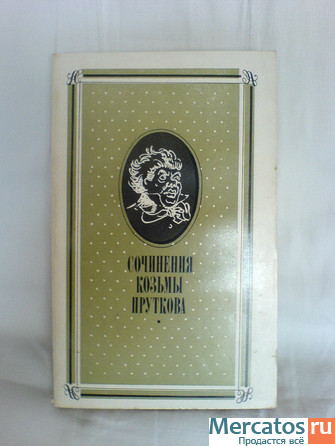 СОЧИНЕНИЯ
КОЗЬМЫ
ПРУТКОВА
Mercatos ru
Продастся всё